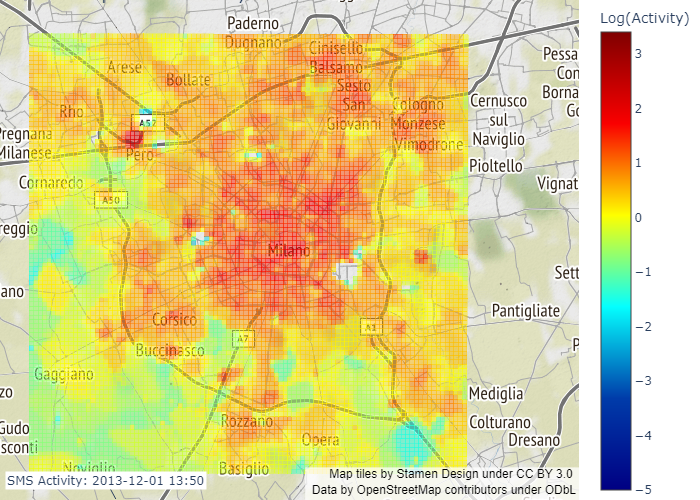 Log(Activity)
Paderno
Dugnano
Cinisello
Balsamo
Arese
Bollate
Sesto
San
Giovanni
Pessa
Con
Borna
Go
Rho
A52
Cologno
Monzese
Cernusco
sul
Naviglio
Pregnana
Milanese
Pero
Vimodrone
Pioltello
Cornaredo
Vignat
A50
reggio
Milano
Sett
ano
Pantigliate
Corsico
A7
A1
Buccinasco
P
Gaggiano
zo
Mediglia
Gudo
sconti
Rozzano
Opera
Colturano
Dresano
Noviglio
Basiglio
SMS Activity: 2013-12-01 13:50
Map tiles by Stamen Design under CC BY 3.0
Data by OpenStreetMap contributors under ODbL
3
2
1
0
−1
−2
−3
−4
−5